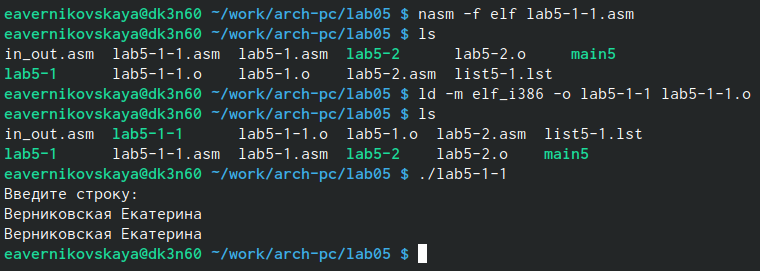 eavernikovskaya@dk3n60 ~/work/arch-pc/lab05 $ nasm -f elf lab5-1-1.asm
eavernikovskaya@dk3n60 ~/work/arch-pc/lab05 $ ls
in_out.asm lab5-1-1.asm lab5-1.asm lab5-2 lab5-2.o main5
lab5-1 lab5-1-1.o lab5-1.o lab5-2.asm list5-1.lst
eavernikovskaya@dk3n60 ~/work/arch-pc/lab05 $ ld -m elf_i386 -o lab5-1-1 lab5-1-1.o
eavernikovskaya@dk3n60 ~/work/arch-pc/lab05 $ ls
in_out.asm lab5-1-1 lab5-1-1.o lab5-1.o lab5-2.asm list5-1.lst
lab5-1 lab5-1-1.asm lab5-1.asm lab5-2 lab5-2.o main5
eavernikovskaya@dk3n60 ~/work/arch-pc/lab05 $ ./lab5-1-1
Введите строку:
Верниковская Екатерина
Верниковская Екатерина
eavernikovskaya@dk3n60 ~/work/arch-pc/lab05 $